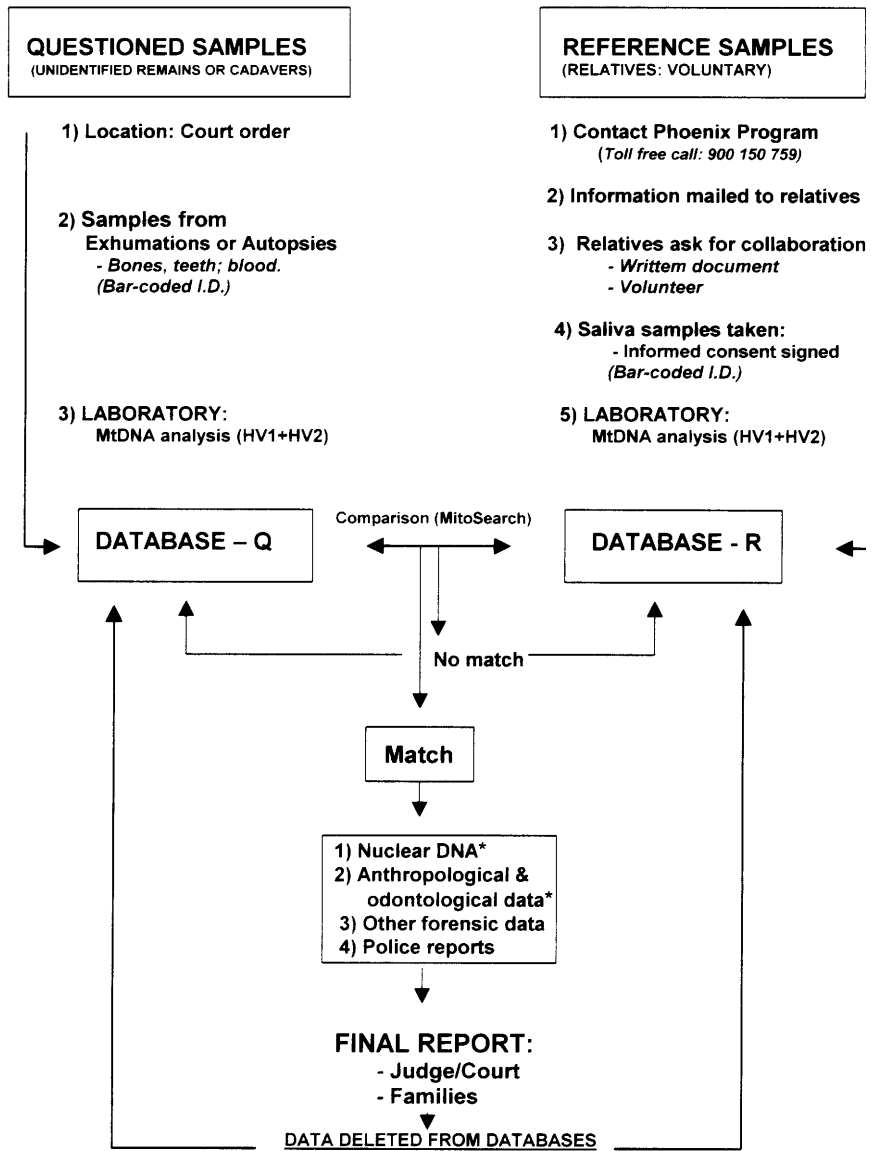 QUESTIONED SAMPLES
(UNIDENTIFIED REMAINS OR CADAVERS)
1) Location: Court order
2) Samples from
Exhumations or Autopsies
- Bones, teeth; blood.
(Bar-coded I.D.)
3) LABORATORY:
MtDNA analysis (HV1+HV2)
REFERENCE SAMPLES
(RELATIVES: VOLUNTARY)
1) Contact Phoenix Program
(Toll free call: 900 150 759)
2) Information mailed to relatives
3) Relatives ask for collaboration
- Writtem document
- Volunteer
4) Saliva samples taken:
- Informed consent signed
(Bar-coded I.D.)
5) LABORATORY:
MtDNA analysis (HV1+HV2)
DATABASE – Q
Comparison (MitoSearch)
DATABASE - R
No match
Match
1) Nuclear DNA*
2) Anthropological &
odontological data*
3) Other forensic data
4) Police reports
FINAL REPORT:
- Judge/Court
- Families
DATA DELETED FROM DATABASES